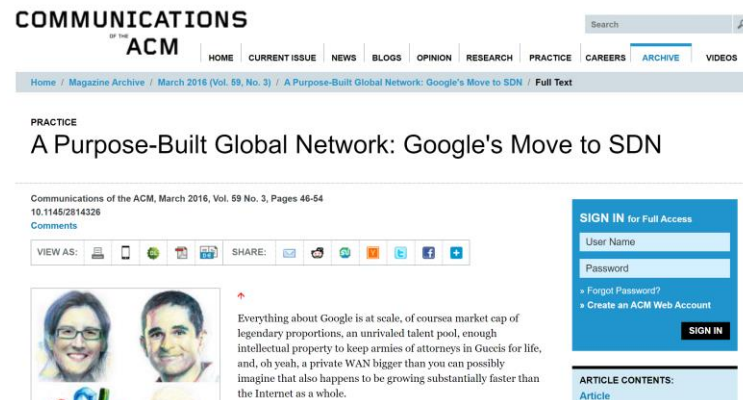 COMMUNICATIONS
OF THE
ACM
Search
HOME CURRENT ISSUE NEWS BLOGS OPINION RESEARCH PRACTICE CAREERS ARCHIVE VIDEOS
Home / Magazine Archive / March 2016 (Vol. 59, No. 3) / A Purpose-Built Global Network: Google's Move to SDN / Full Text
PRACTICE
A Purpose-Built Global Network: Google's Move to SDN
Communications of the ACM, March 2016, Vol. 59 No. 3, Pages 46-54
10.1145/2814326
Comments
VIEW AS: SHARE:
SIGN IN for Full Access
User Name
Password
» Forgot Password?
» Create an ACM Web Account
SIGN IN
Everything about Google is at scale, of coursea market cap of
legendary proportions, an unrivaled talent pool, enough
intellectual property to keep armies of attorneys in Guccis for life,
and, oh yeah, a private WAN bigger than you can possibly
imagine that also happens to be growing substantially faster than
the Internet as a whole.
ARTICLE CONTENTS:
Article